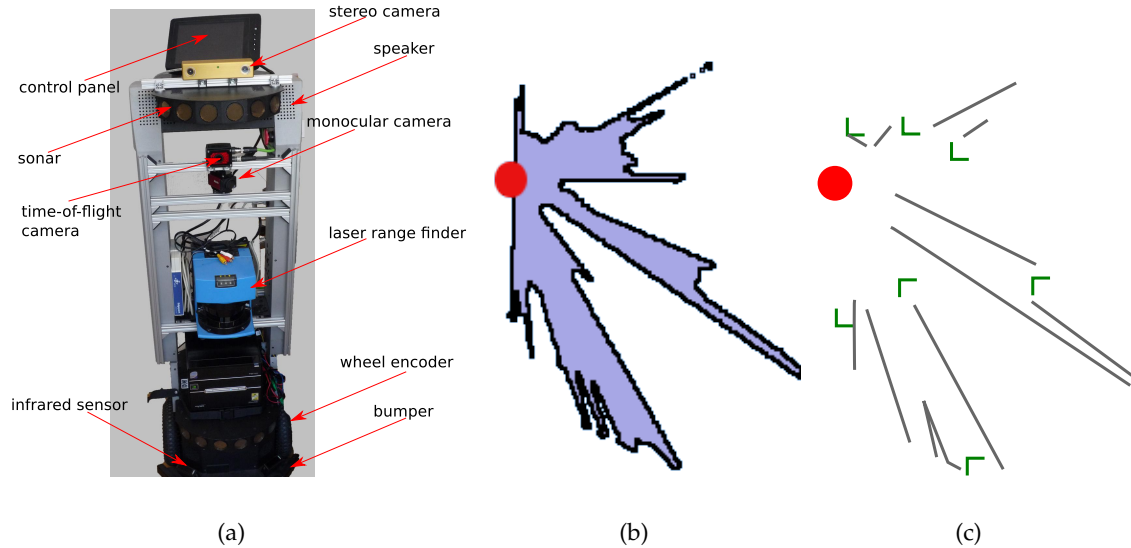 stereo camera
speaker
control panel
monocular camera
sonar
time-of-flight
camera
laser range finder
wheel encoder
infrared sensor
bumper
(a)
(b)
(c)